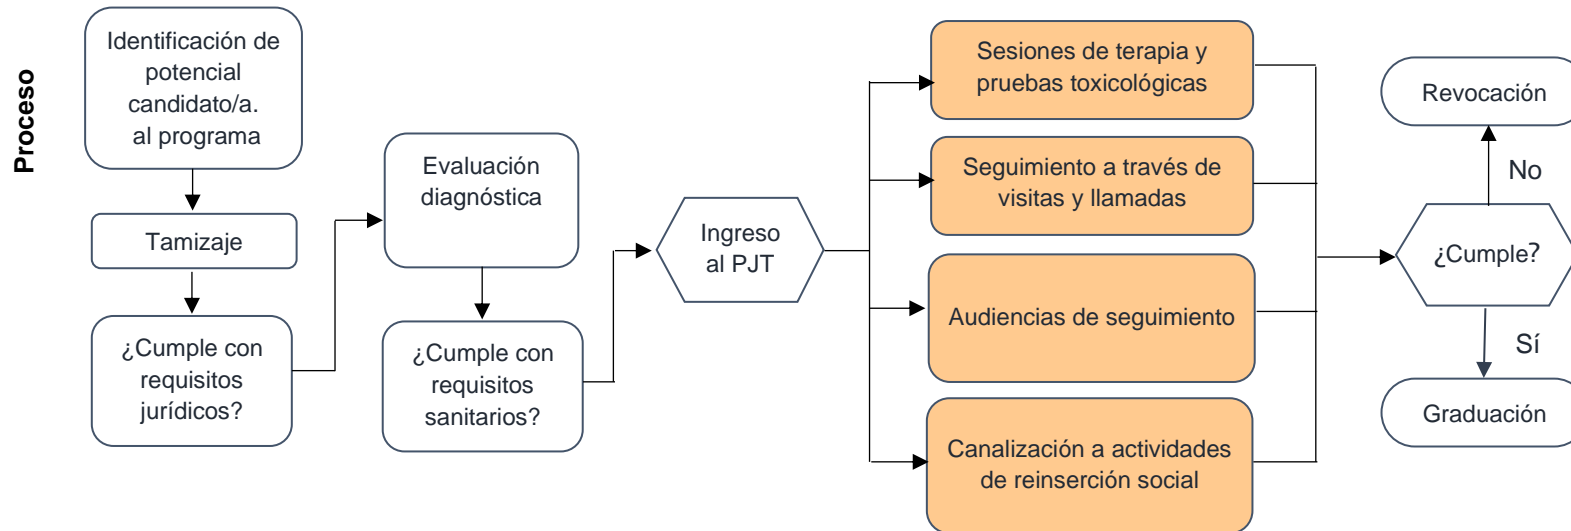 Proceso
Identificación de
potencial
candidato/a.
al programa
Tamizaje
¿Cumple con
requisitos
jurídicos?
Evaluación
diagnóstica
¿Cumple con
requisitos
sanitarios?
Ingreso
al PJT
Sesiones de terapia y
pruebas toxicológicas
Seguimiento a través de
visitas y llamadas
Audiencias de seguimiento
Canalización a actividades
de reinserción social
¿Cumple?
No
Revocación
Sí
Graduación